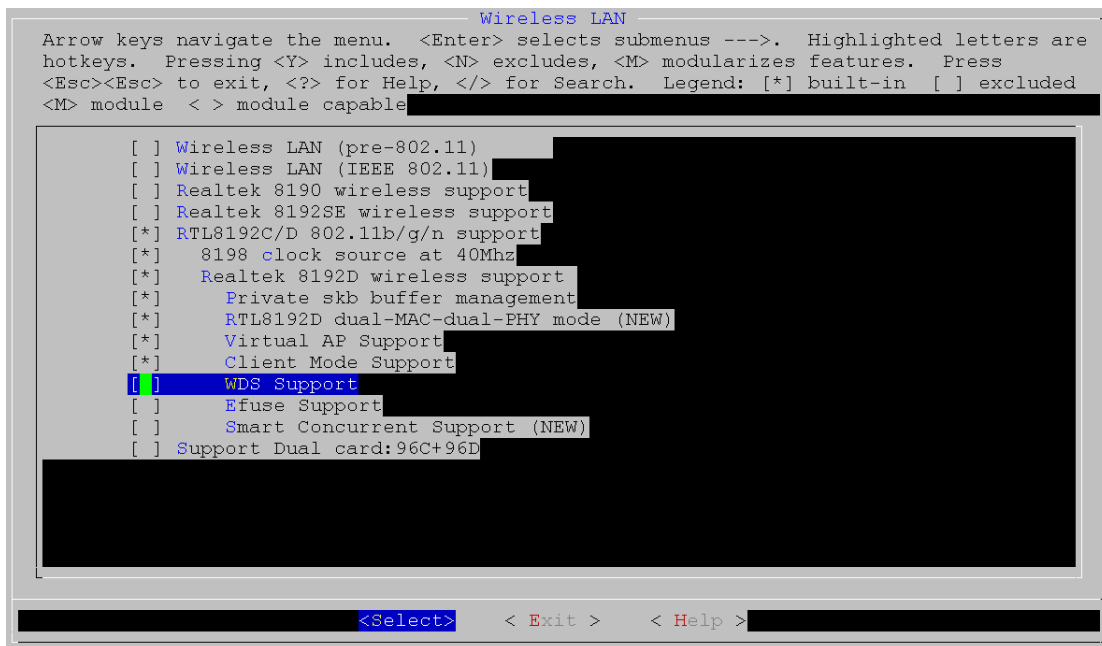 Wireless LAN
Arrow keys navigate the menu.  <Enter> selects submenus --->.  Highlighted letters are
hotkeys.  Pressing <Y> includes, <N> excludes, <M> modularizes features.  Press
<Esc><Esc> to exit, <?> for Help, </> for Search.  Legend: [*] built-in  [ ] excluded
<M> module  < > module capable
[ ] Wireless LAN (pre-802.11)
[ ] Wireless LAN (IEEE 802.11)
[ ] Realtek 8190 wireless support
[ ] Realtek 8192SE wireless support
[*] RTL8192C/D 802.11b/g/n support
[*]   8198 clock source at 40Mhz
[*]   Realtek 8192D wireless support
[*]     Private skb buffer management
[*]     RTL8192D dual-MAC-dual-PHY mode (NEW)
[*]     Virtual AP Support
[*]     Client Mode Support
[ ]     WDS Support
[ ]     Efuse Support
[ ]     Smart Concurrent Support (NEW)
[ ] Support Dual card:96C+96D
<Select>    < Exit >    < Help >